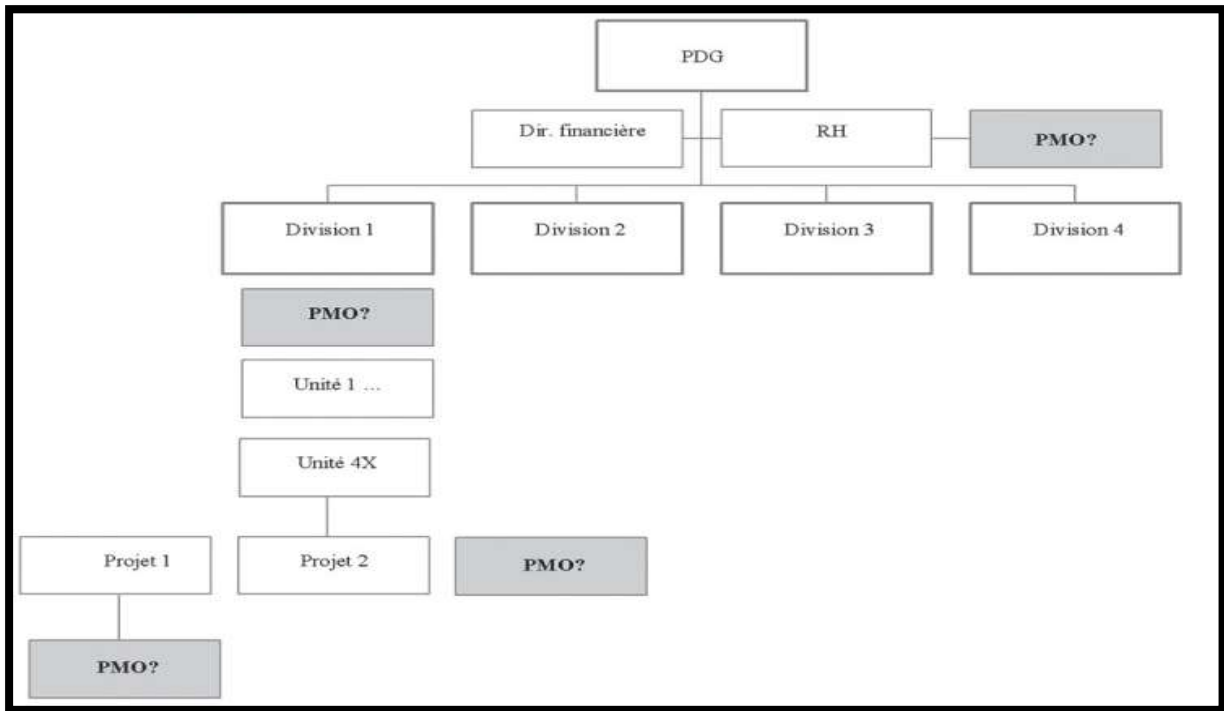 PDG
Dir. financière
RH
PMO?
Division 1
Division 2
Division 3
Division 4
PMO?
Unité 1 ...
Unité 4X
Projet 1
Projet 2
PMO?
PMO?